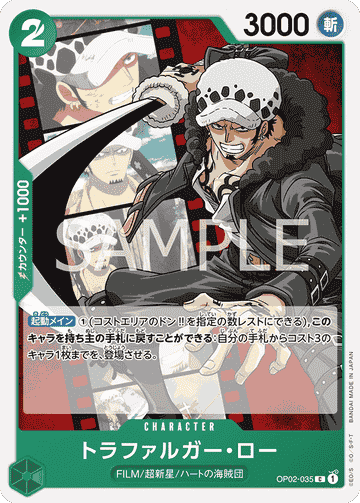 2
3000
斬
カウンター +1000
SAMPLE
起動メイン ①(コストエリアのドン!!を指定の数レストにできる),この
キャラを持ち主の手札に戻すことができる:自分の手札からコスト3の
キャラ1枚までを、登場させる。
CHARACTER
トラファルガー・ロー
FILM/超新星/ハートの海賊団
OP02-035 C 1
BANDAI MADE IN JAPAN